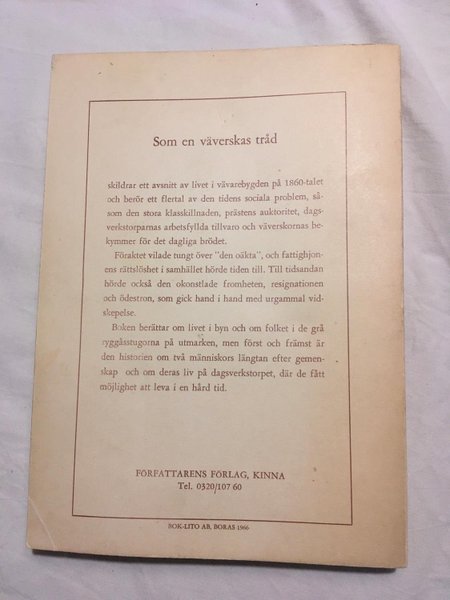 Som en väverskas tråd
skildrar ett avsnitt av livet i vävarebygden på 1860-talet
och berör ett flertal av den tidens sociala problem, så-
som den stora klasskillnaden, prästens auktoritet, dags-
verkstorparnas arbetsfyllda tillvaro och väverskornas be-
kymmer för det dagliga brödet.
Föraktet vilade tungt över "den oäkta", och fattighjon-
ens rättslöshet i samhället hörde tiden till. Till tidsandan
hörde också den okonstlade fromheten, resignationen
och ödestron, som gick hand i hand med urgammal vid-
skepelse.
Boken berättar om livet i byn och om folket i de grå
ryggåsstugorna på utmarken, men först och främst är
den historien om två människors längtan efter gemen-
skap och om deras liv på dagsverkstorpet, där de fått
möjlighet att leva i en hård tid.
FÖRFATTARENS FÖRLAG, KINNA
Tel. 0320/107 60
BOK-LITO AB, BORAS 1966